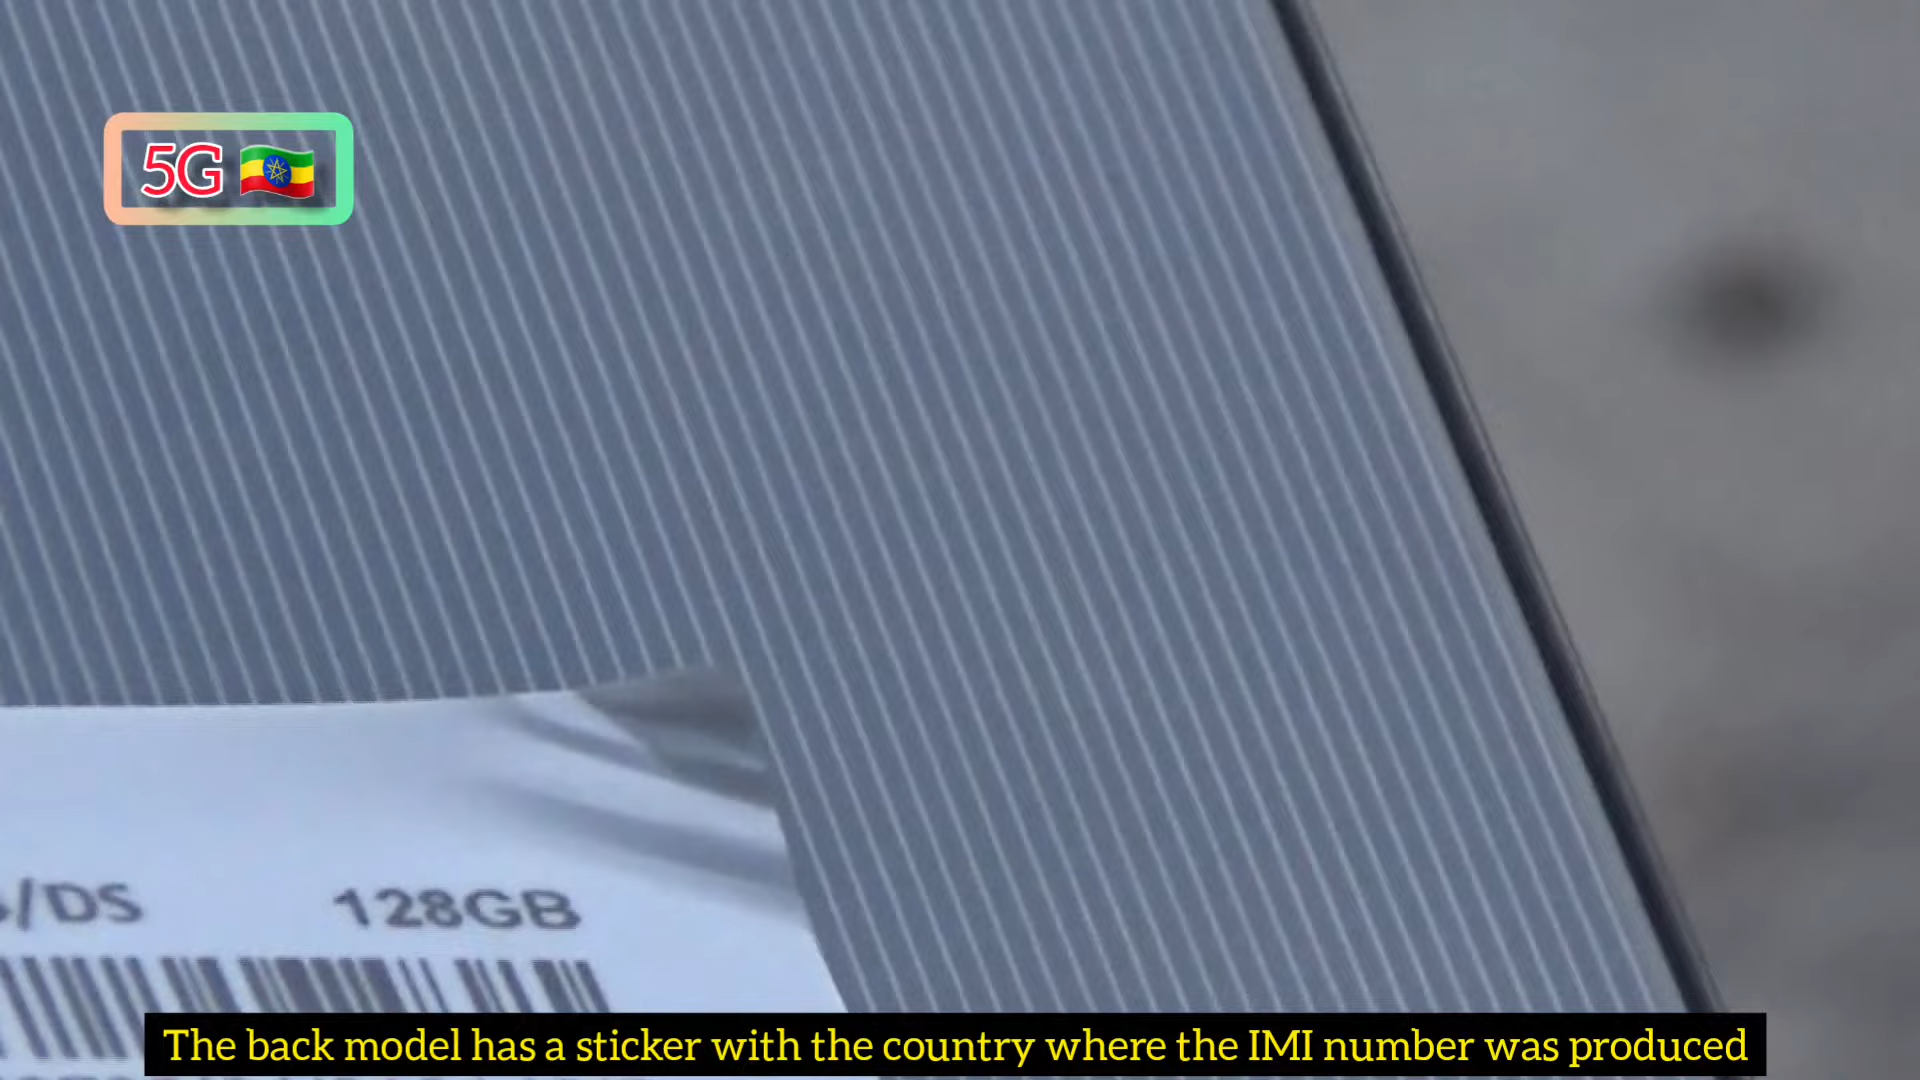 5G 🇪🇹
/DS 128GB
The back model has a sticker with the country where the IMI number was produced